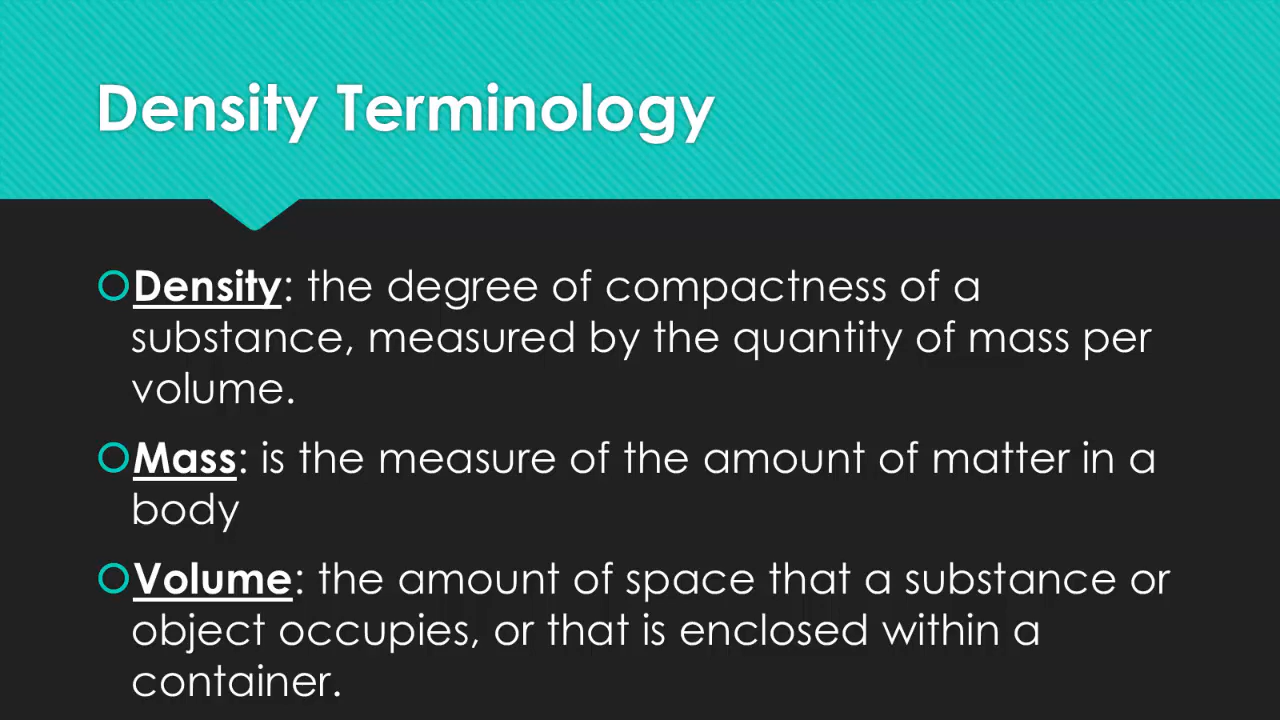 Density Terminology
Density: the degree of compactness of a
substance, measured by the quantity of mass per
volume.
Mass: is the measure of the amount of matter in a
body
Volume: the amount of space that a substance or
object occupies, or that is enclosed within a
container.